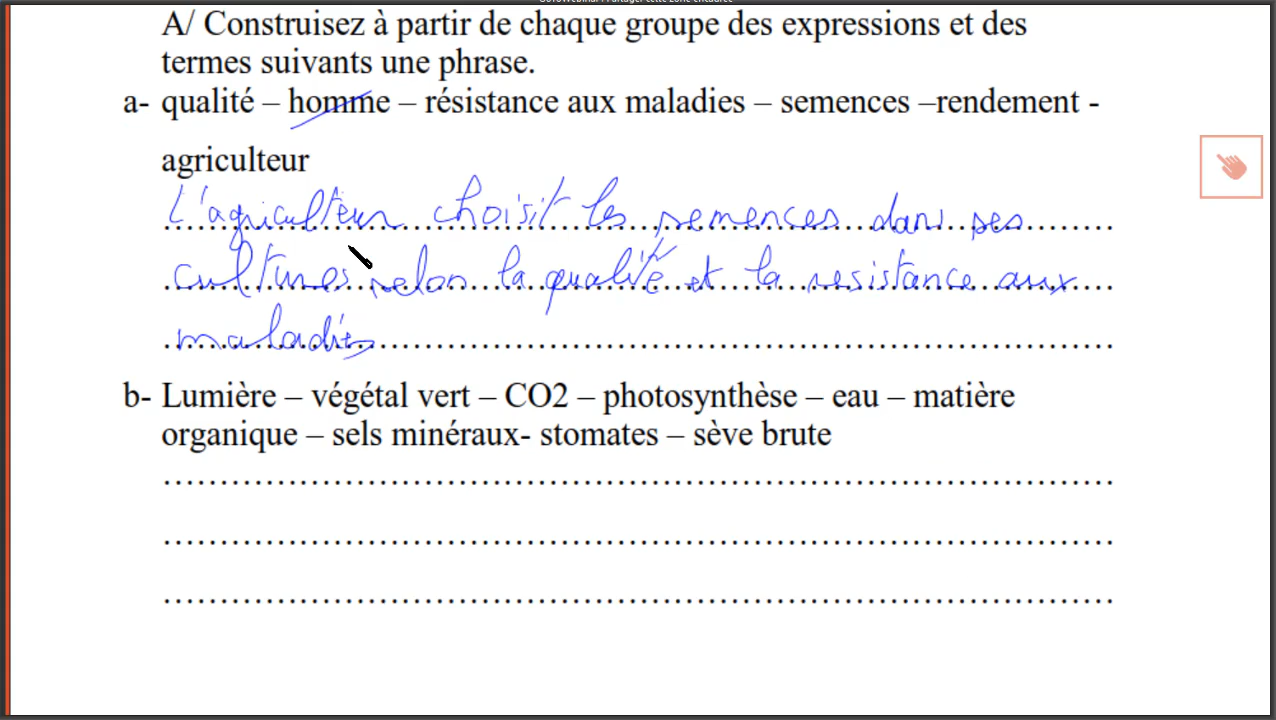 A/ Construisez à partir de chaque groupe des expressions et des
termes suivants une phrase.
a- qualité – homme – résistance aux maladies – semences –rendement -
agriculteur
L'agriculteur choisit les semences dans ses
cultures selon la qualité et la resistance aux
maladies
b- Lumière – végétal vert – CO2 – photosynthèse – eau – matière
organique – sels minéraux- stomates – sève brute